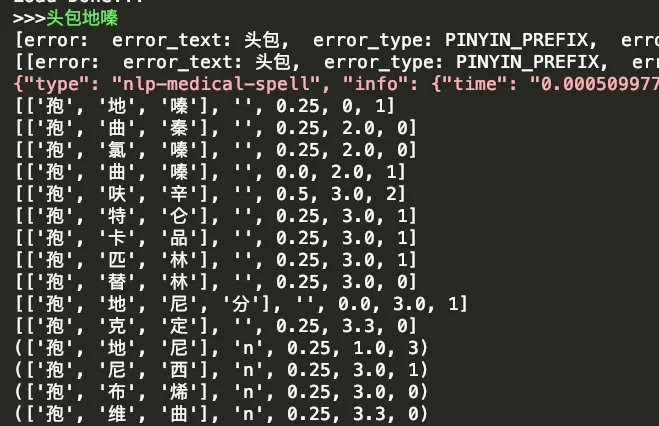 >>>头包地嗪
[error:  error_text: 头包,  error_type: PINYIN_PREFIX,  erro
[[error:  error_text: 头包,  error_type: PINYIN_PREFIX,  e
{"type": "nlp-medical-spell", "info": {"time": "0.000509977
[['孢', '地', '嗪'], '', 0.25, 0, 1]
[['孢', '曲', '秦'], '', 0.25, 2.0, 0]
[['孢', '氯', '嗪'], '', 0.25, 2.0, 0]
[['孢', '曲', '嗪'], '', 0.0, 2.0, 1]
[['孢', '呋', '辛'], '', 0.5, 3.0, 2]
[['孢', '特', '仑'], '', 0.25, 3.0, 1]
[['孢', '卡', '品'], '', 0.25, 3.0, 1]
[['孢', '匹', '林'], '', 0.25, 3.0, 1]
[['孢', '替', '林'], '', 0.25, 3.0, 0]
[['孢', '地', '尼', '分'], '', 0.0, 3.0, 1]
[['孢', '克', '定'], '', 0.25, 3.3, 0]
(['孢', '地', '尼'], 'n', 0.25, 1.0, 3)
(['孢', '尼', '西'], 'n', 0.25, 3.0, 1)
(['孢', '布', '烯'], 'n', 0.25, 3.0, 0)
(['孢', '维', '曲'], 'n', 0.25, 3.3, 0)